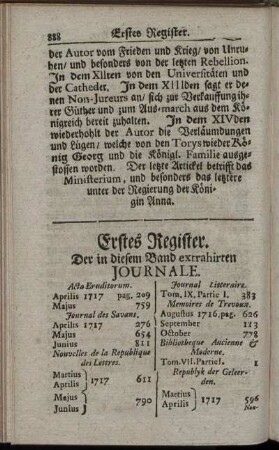 888 Erstes Register.
der Autor vom Frieden und Krieg/ von Unru-
hen/ und besonders von der letzten Rebellion.
In dem XIIten von den Universitäten und
der Catheder. In dem XIIIden sagt er de-
nen Non-Jureurs an/ sich zur Verkauffung ih-
rer Güther und zum Aus-march aus dem Kö-
nigreich bereit zuhalten. In dem XIVden
wiederhohlt der Autor die Verläumdungen
und Lügen/ welche von den Torys wieder Kö-
nig Georg und die Königl. Familie ausge-
stossen worden. Der letzte Artickel betrifft das
Ministerium, und besonders das letztere
unter der Regierung der Köni-
gin Anna.
Erstes Register.
Der in diesem Band extrahirten
JOURNALE.
Acta Eruditorum.
Aprilis 1717 pag. 209
Majus 759
Journal des Savans.
Aprilis 1717 276
Majus 654
Junius 811
Nouvelles de la Republique
des Lettres.
Martius
Aprilis } 1717 611
Majus
Junius } 790
Journal Litteraire.
Tom. IX. Partie I. 383
Memoires de Trevoux.
Augustus 1716. pag. 626
September 113
October 778
Bibliotheque Ancienne &
Moderne.
Tom. VII. Partie I. 1
Republyk der Geleer-
den.
Martius
Aprilis } 1717 596